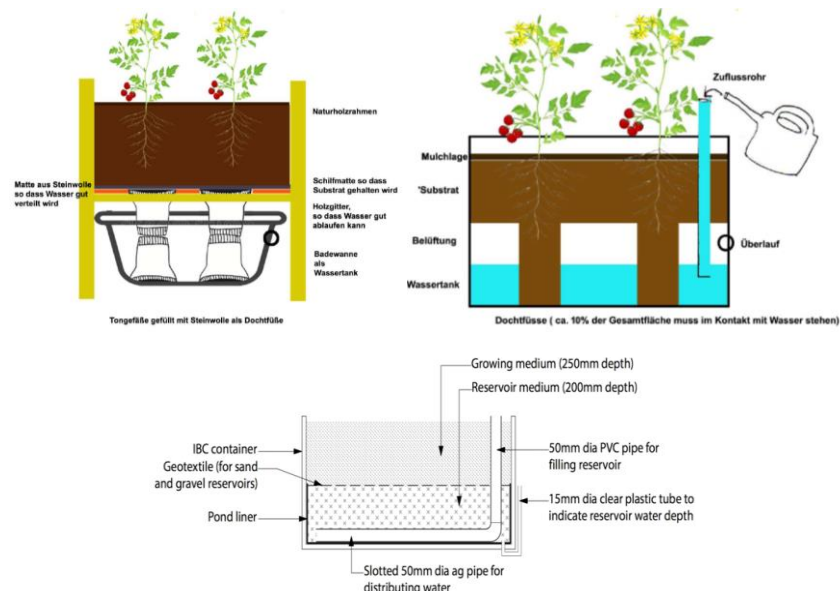 Naturholzrahmen
Matte aus Steinwolle
so dass Wasser gut
verteilt wird
Schilfmatte so dass
Substrat gehalten wird
Holzgitter,
so dass Wasser gut
ablaufen kann
Badewanne
als
Wassertank
Tongefäße gefüllt mit Steinwolle als Dochtfüße
Zuflussrohr
Mulchlage
'Substrat
Belüftung
Überlauf
Wassertank
Dochtfüsse ( ca. 10% der Gesamtfläche muss im Kontakt mit Wasser stehen)
Growing medium (250mm depth)
Reservoir medium (200mm depth)
IBC container
Geotextile (for sand
and gravel reservoirs)
Pond liner
50mm dia PVC pipe for
filling reservoir
15mm dia clear plastic tube to
indicate reservoir water depth
Slotted 50mm dia ag pipe for
distributing water